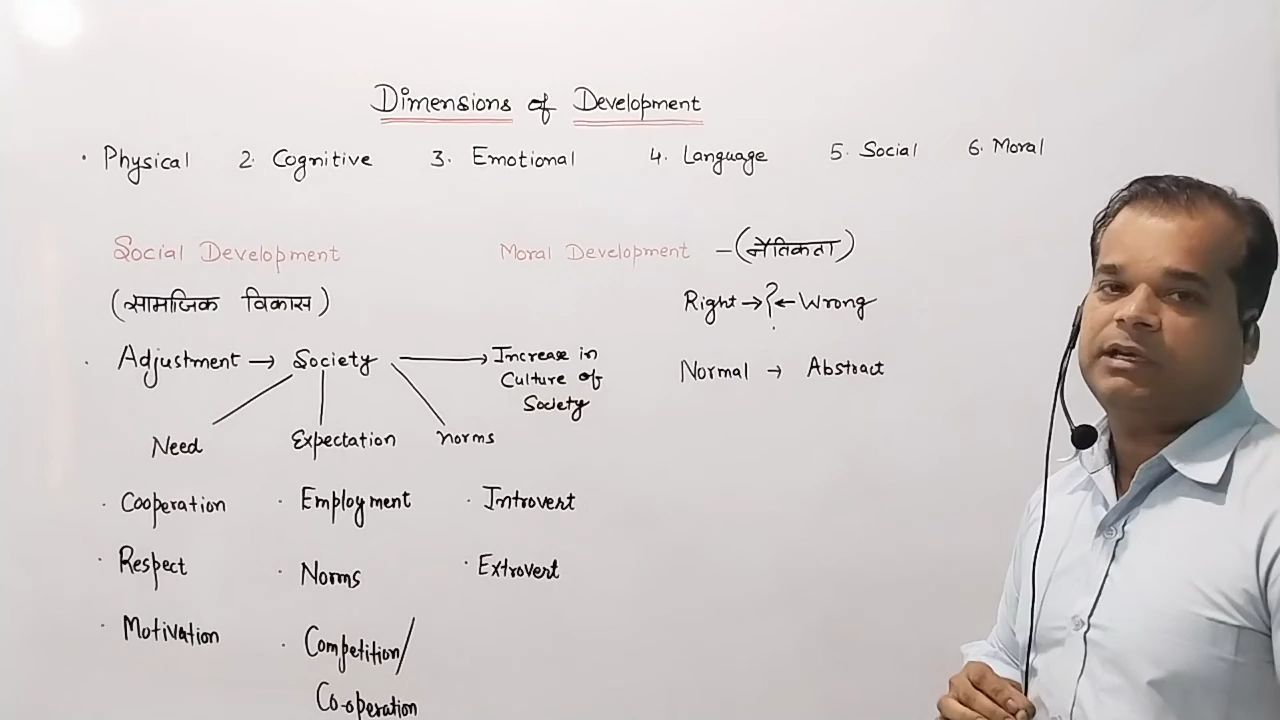 Dimensions of Development
· Physical 2. Cognitive 3. Emotional 4. Language 5. Social 6. Moral
Social Development
(सामाजिक विकास)
· Adjustment → Society → Increase in
Culture of
Society
Need Expectation norms
· Cooperation · Employment · Introvert
· Respect · Norms · Extrovert
· Motivation · Competition/
Co-operation
Moral Development - (नैतिकता)
Right → ? ← Wrong
Normal → Abstract